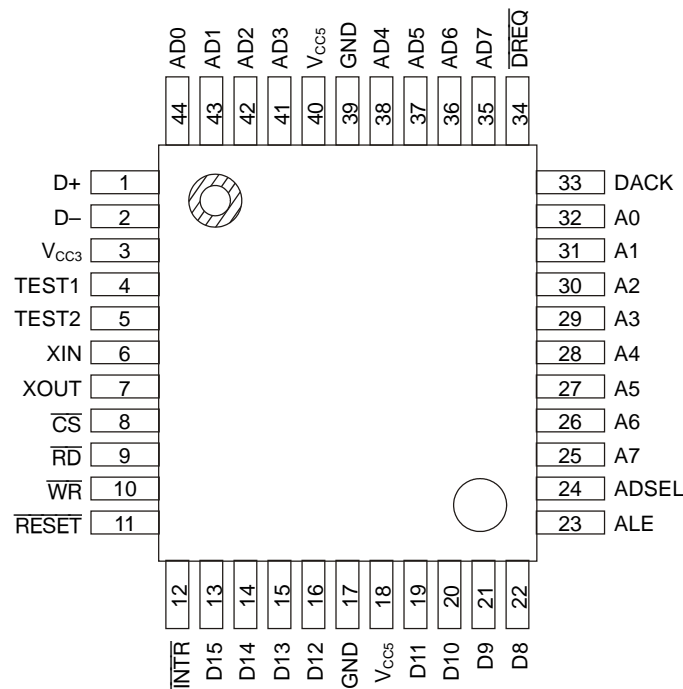 AD0 AD1 AD2 AD3 VCC5 GND AD4 AD5 AD6 AD7 DREQ
44 43 42 41 40 39 38 37 36 35 34
D+ 1
D– 2
VCC3 3
TEST1 4
TEST2 5
XIN 6
XOUT 7
CS 8
RD 9
WR 10
RESET 11
33 DACK
32 A0
31 A1
30 A2
29 A3
28 A4
27 A5
26 A6
25 A7
24 ADSEL
23 ALE
12 13 14 15 16 17 18 19 20 21 22
INTR D15 D14 D13 D12 GND VCC5 D11 D10 D9 D8